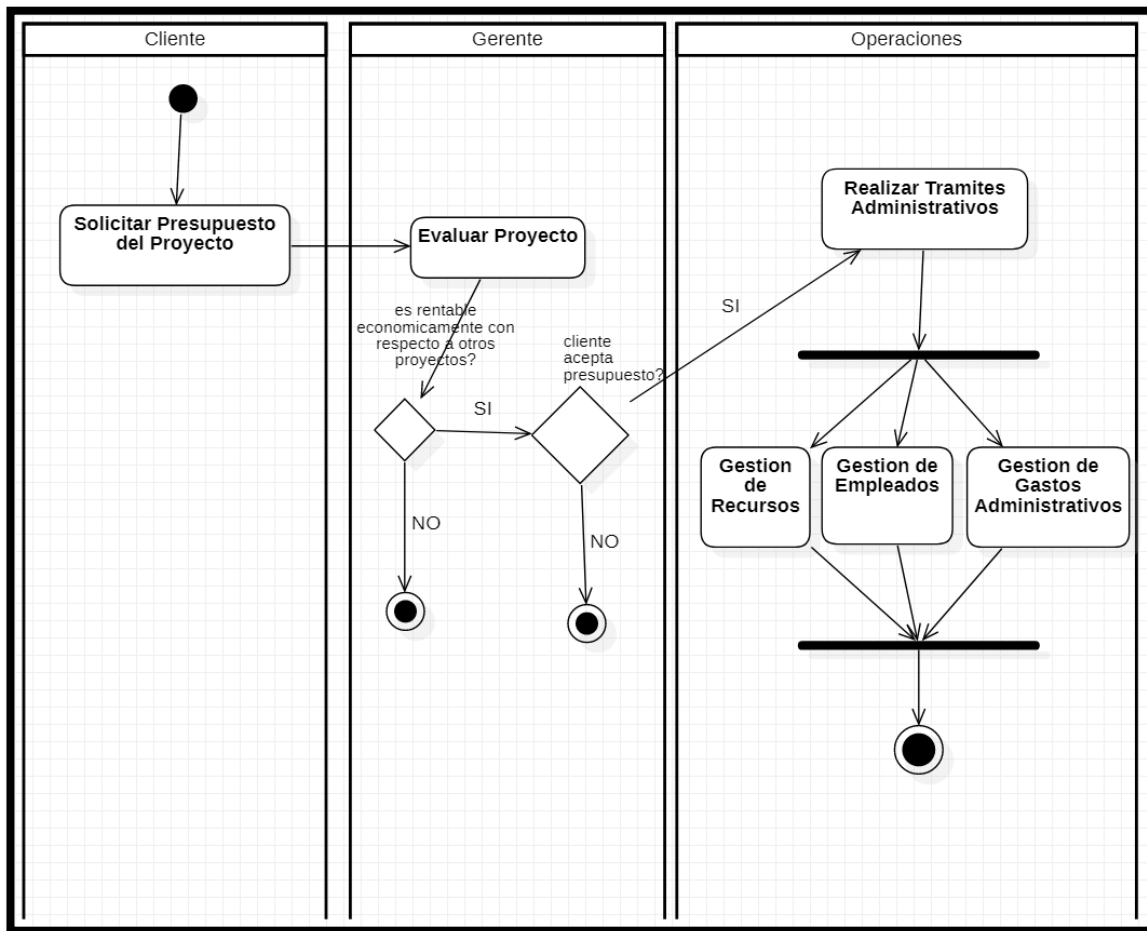 Cliente
Gerente
Operaciones
Solicitar Presupuesto
del Proyecto
Evaluar Proyecto
Realizar Tramites
Administrativos
es rentable
economicamente con
respecto a otros
proyectos?
cliente
acepta
presupuesto?
SI
SI
NO
NO
Gestion
de
Recursos
Gestion de
Empleados
Gestion de
Gastos
Administrativos